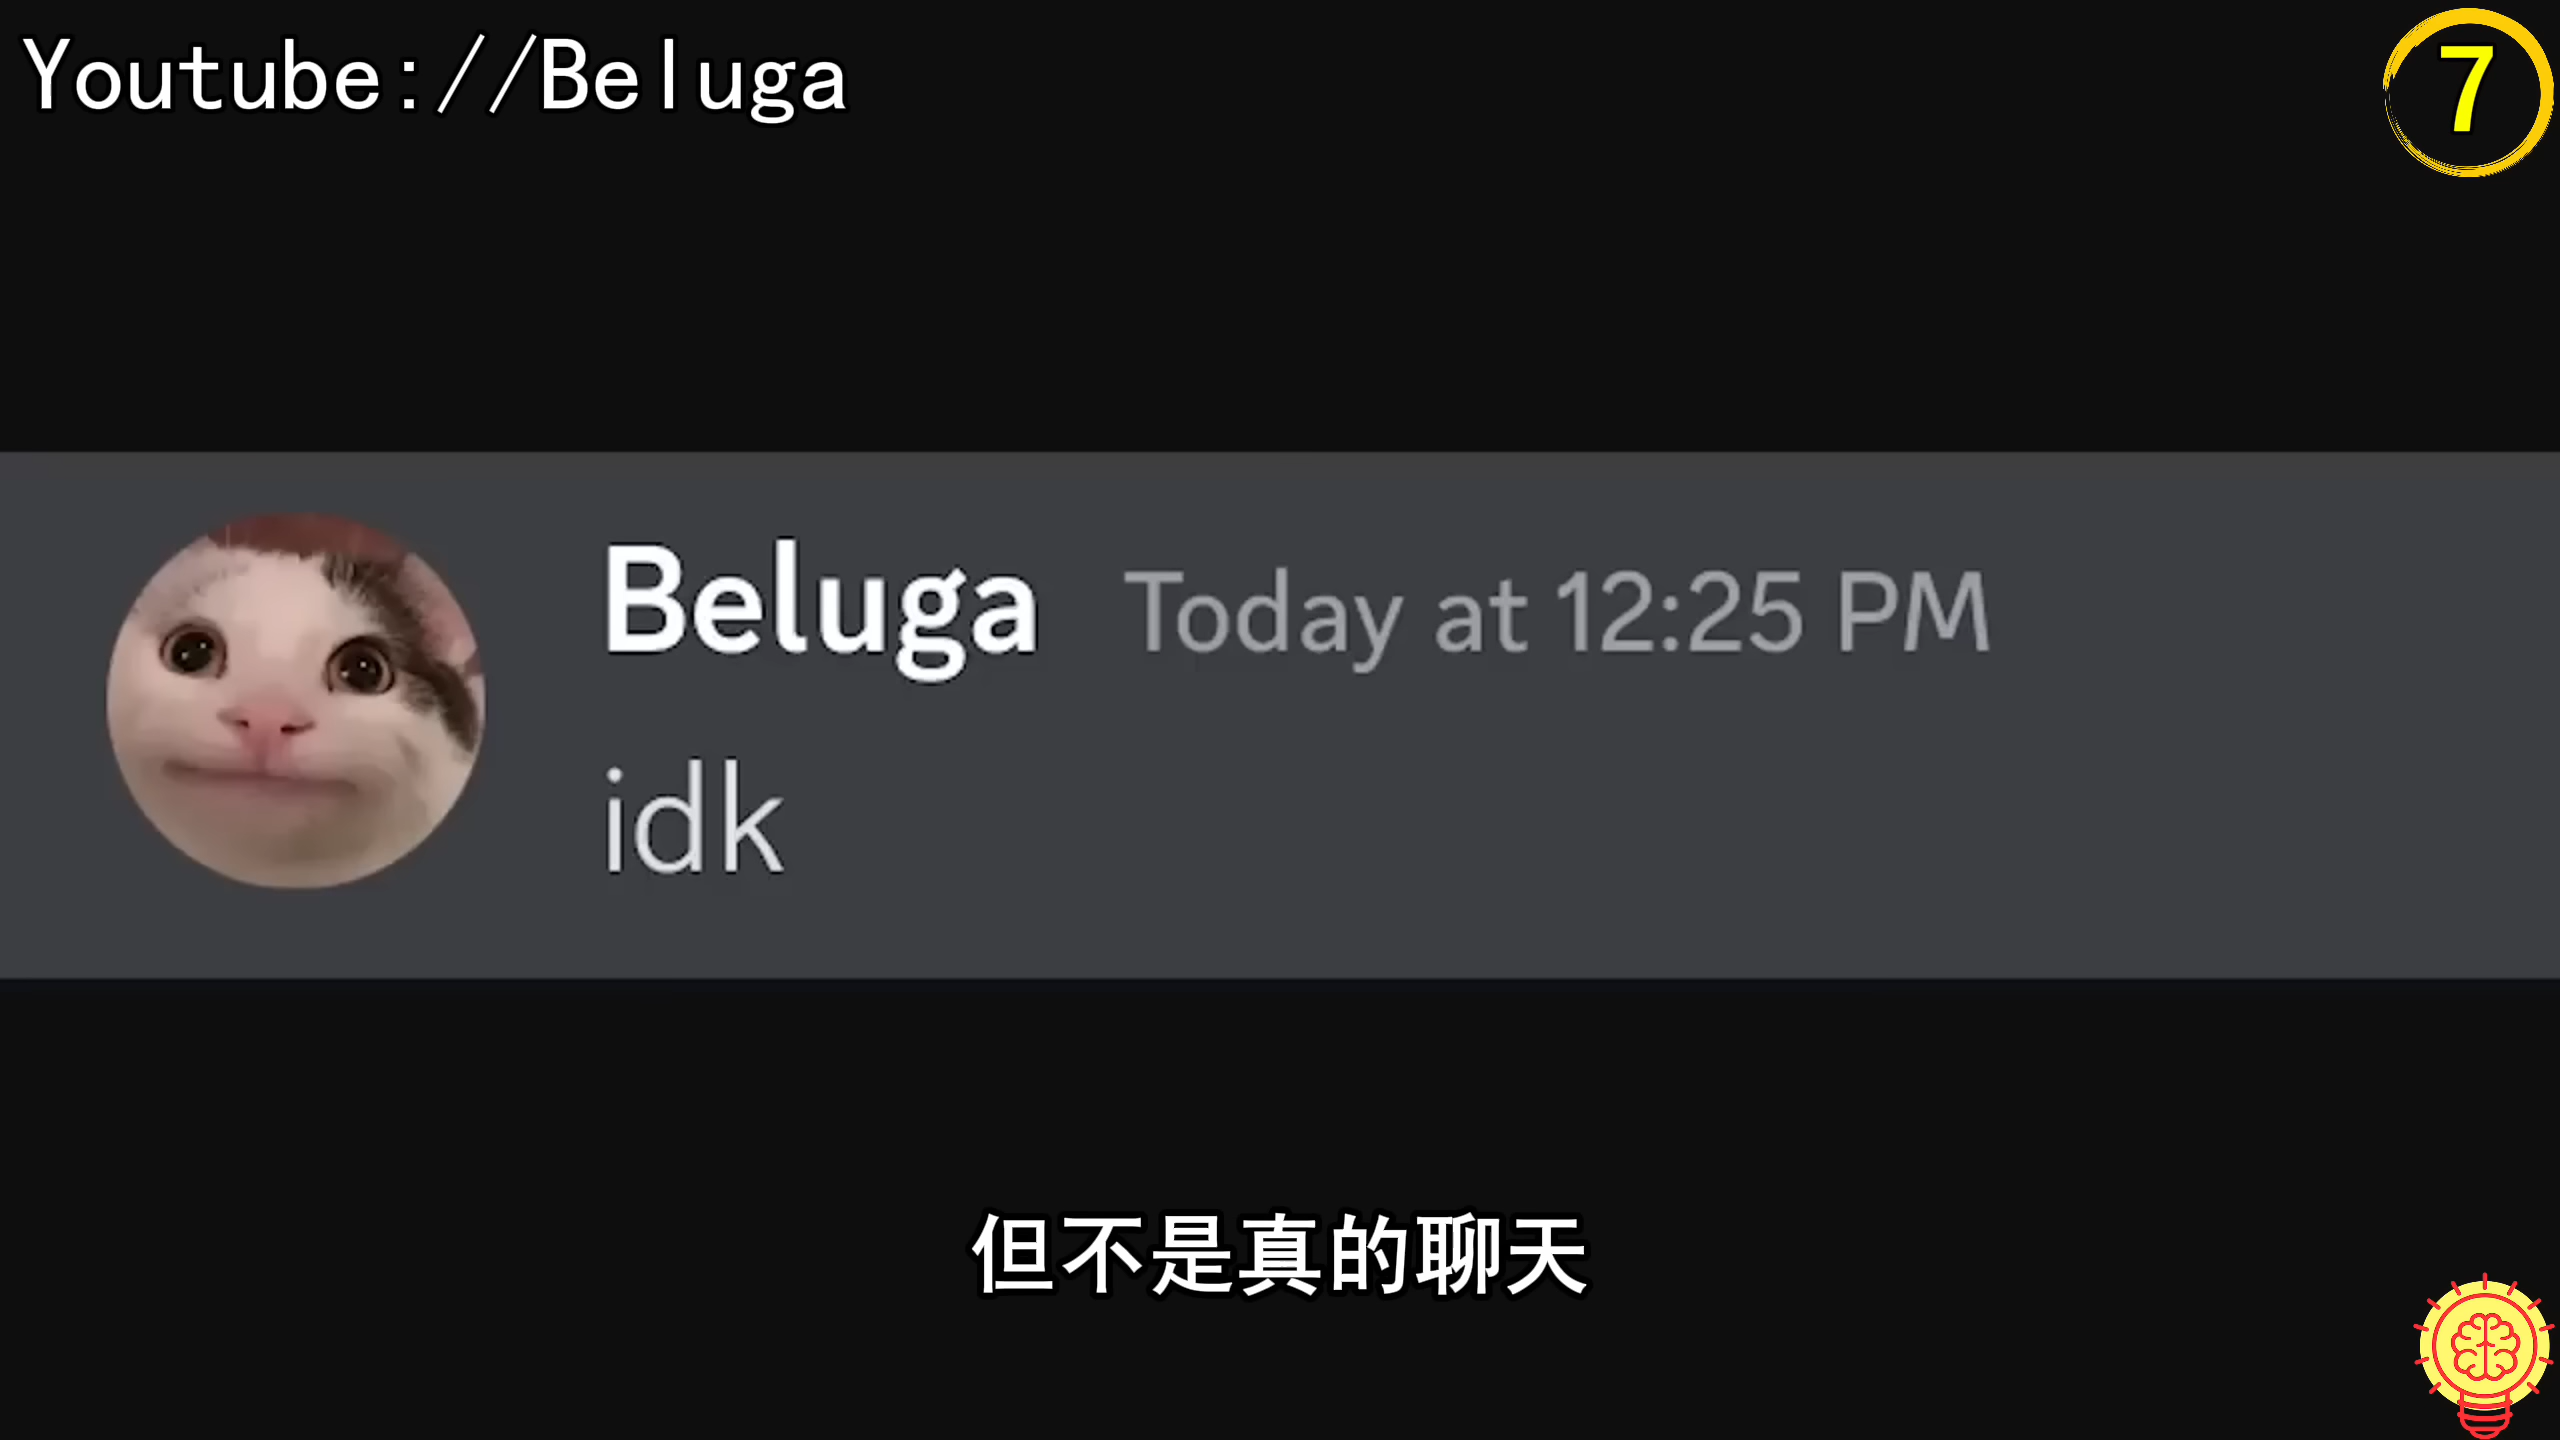 Youtube://Beluga
7
Beluga Today at 12:25 PM
idk
但不是真的聊天